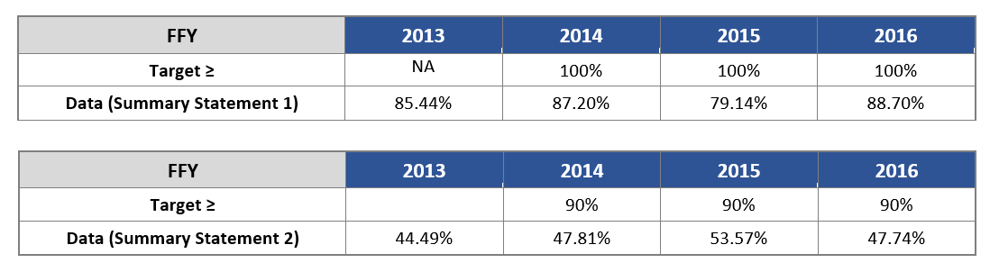 FFY 2013 2014 2015 2016
Target ≥ NA 100% 100% 100%
Data (Summary Statement 1) 85.44% 87.20% 79.14% 88.70%
FFY 2013 2014 2015 2016
Target ≥ 90% 90% 90%
Data (Summary Statement 2) 44.49% 47.81% 53.57% 47.74%